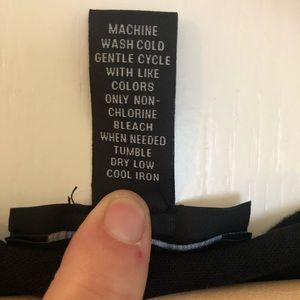 MACHINE
WASH COLD
GENTLE CYCLE
WITH LIKE
COLORS
ONLY NON-
CHLORINE
BLEACH
WHEN NEEDED
TUMBLE
DRY LOW
COOL IRON